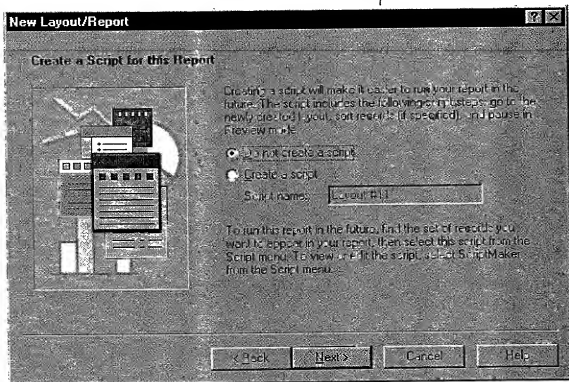 New Layout/Report
Create a Script for this Report
Creating a script will make it easier to run your report in the
future. The script includes the following script steps: go to the
newly created layout, sort records (if specified), and pause in
Preview mode.
Do not create a script
Create a script
Script name: Layout #11
To run this report in the future, find the set of records you
want to appear in your report, then select this script from the
Script menu. To view or edit the script, select ScriptMaker
from the Script menu.
< Back Next > Cancel Help